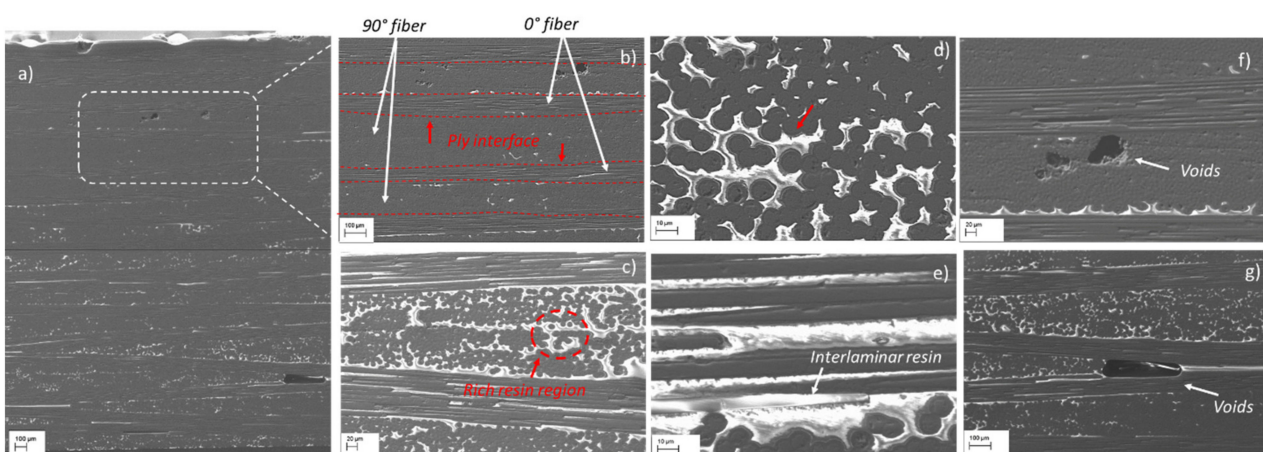 a)
100 µm
90° fiber
0° fiber
b)
Ply interface
100 µm
c)
Rich resin region
20 µm
d)
10 µm
e)
Interlaminar resin
10 µm
f)
Voids
20 µm
g)
Voids
100 µm